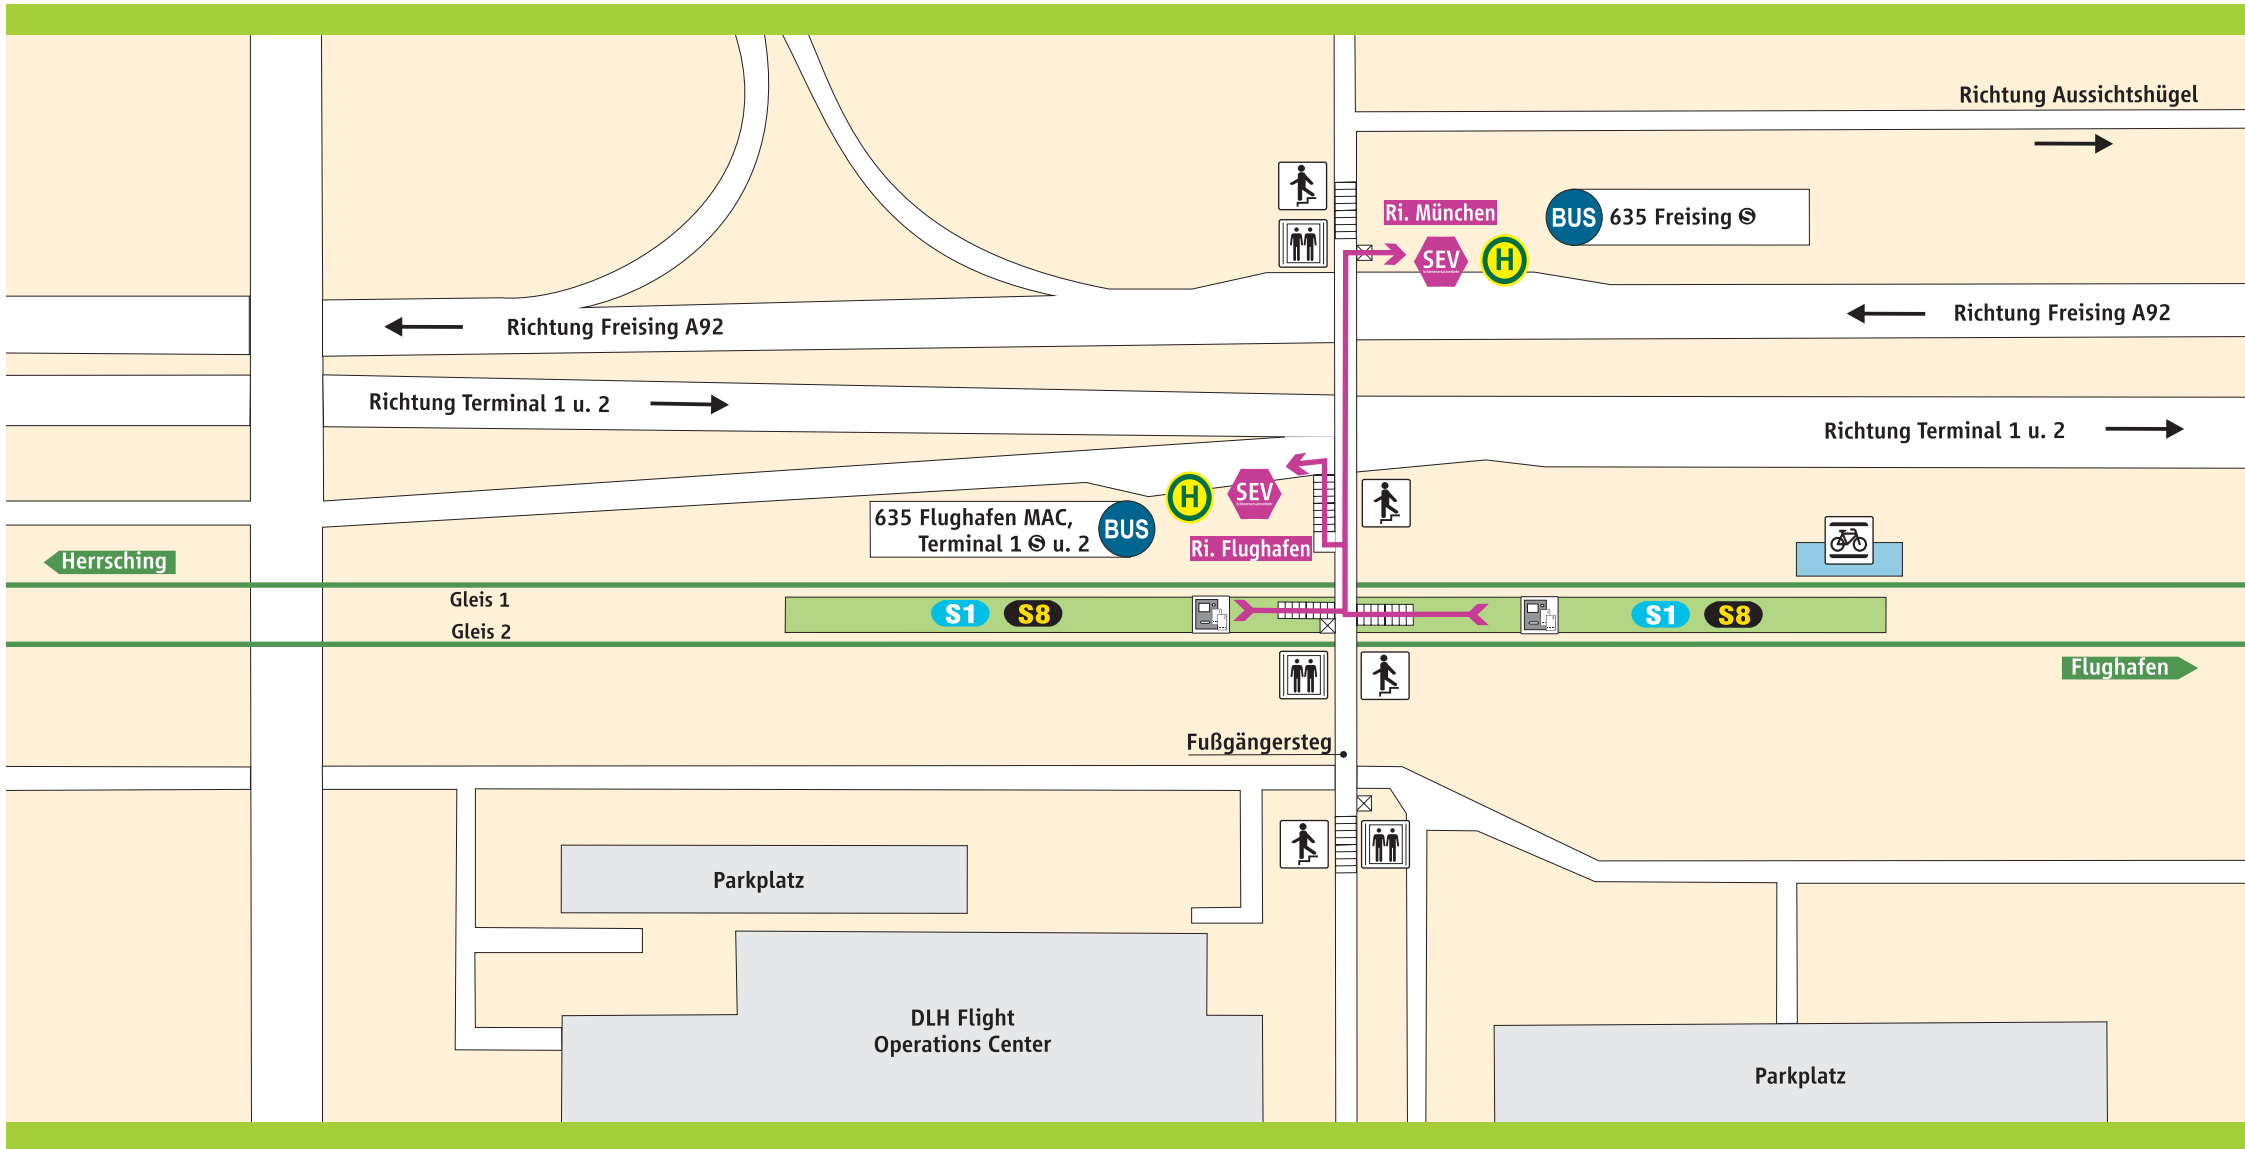 Richtung Aussichtshügel
Ri. München
BUS
635 Freising S
SEV
H
Richtung Freising A92
Richtung Freising A92
Richtung Terminal 1 u. 2
Richtung Terminal 1 u. 2
H
SEV
635 Flughafen MAC,
Terminal 1 S u. 2
BUS
Ri. Flughafen
Herrsching
Gleis 1
Gleis 2
S1
S8
S1
S8
Flughafen
Fußgängersteg
Parkplatz
DLH Flight
Operations Center
Parkplatz